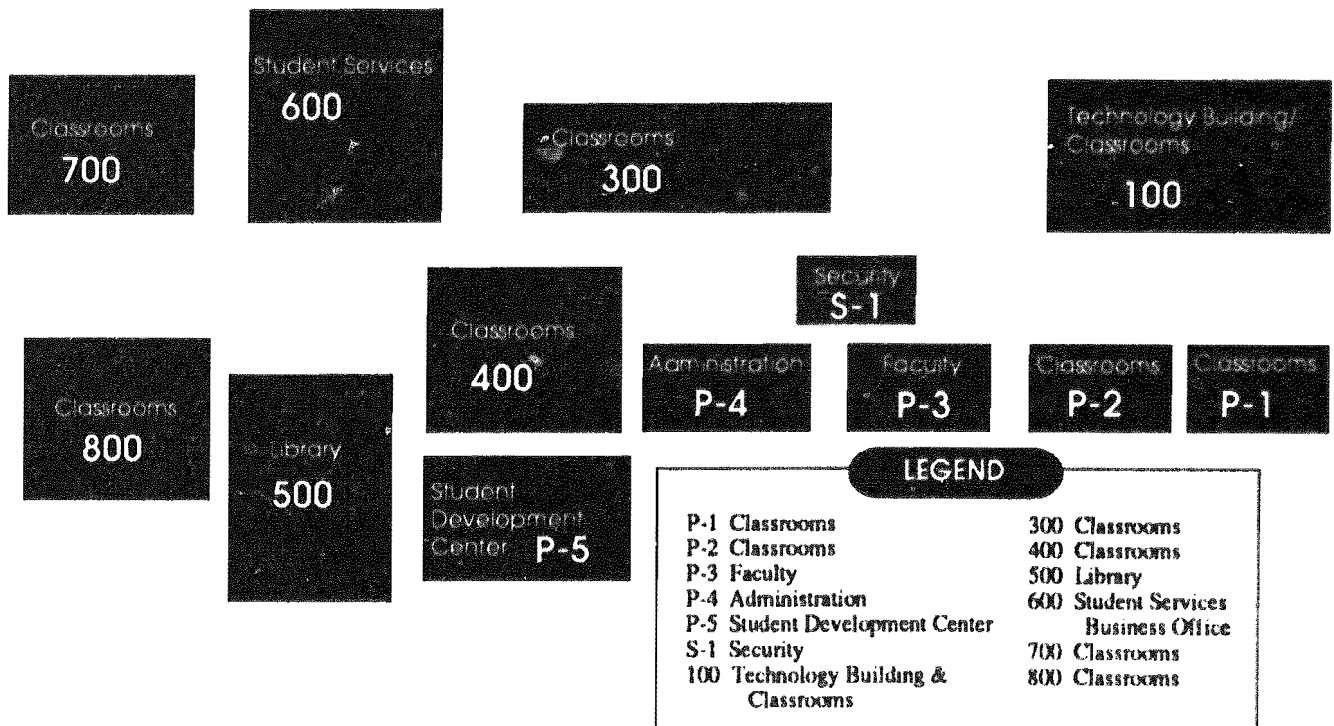 Student Services
600
Classrooms
700
Classrooms
300
Technology Building/
Classrooms
100
Security
S-1
Classrooms
400
Administration
P-4
Faculty
P-3
Classrooms
P-2
Classrooms
P-1
Classrooms
800
Library
500
Student
Development
Center P-5
LEGEND
P-1 Classrooms
P-2 Classrooms
P-3 Faculty
P-4 Administration
P-5 Student Development Center
S-1 Security
100 Technology Building &
Classrooms
300 Classrooms
400 Classrooms
500 Library
600 Student Services
Business Office
700 Classrooms
800 Classrooms